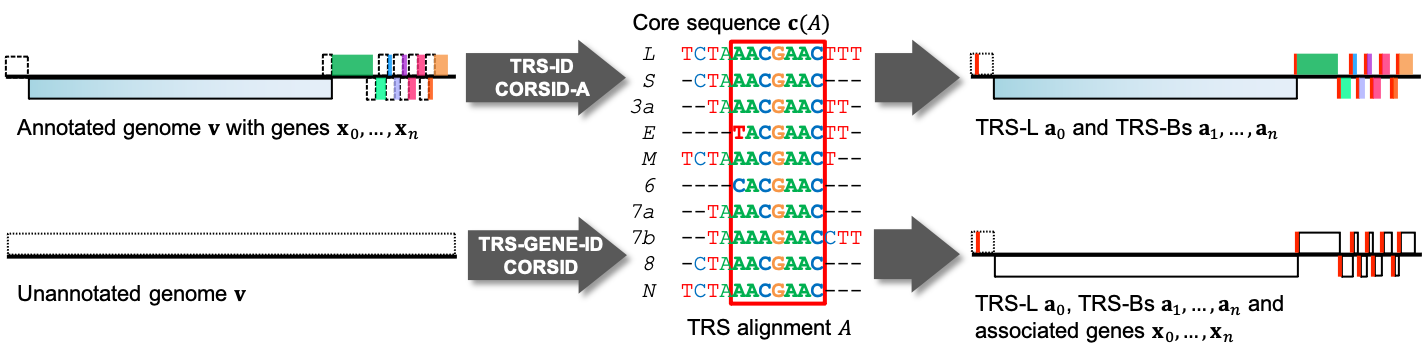 Core sequence c(A)
TRS-ID
CORSID-A
Annotated genome v with genes x₀, ..., xₙ
L TCTAAACGAACTTT
S -CTAAACGAAC---
3a --TAAACGAACTT-
E ----TACGAACTT-
M TCTAAACGAACT--
6 ----CACGAAC---
7a --TAAACGAAC---
7b --TAAAAGAACCTT
8 -CTAAACGAAC---
N TCTAAACGAAC---
TRS alignment A
TRS-L a₀ and TRS-Bs a₁, ..., aₙ
TRS-GENE-ID
CORSID
Unannotated genome v
TRS-L a₀, TRS-Bs a₁, ..., aₙ and
associated genes x₀, ..., xₙ